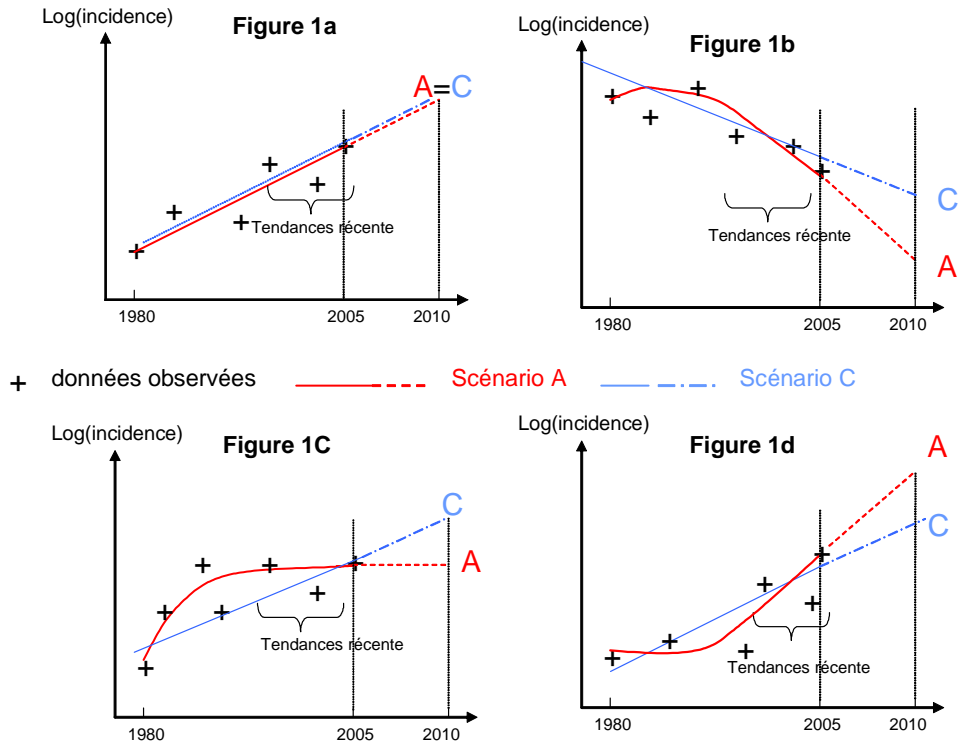 Log(incidence)
Figure 1a
A=C
Tendances récente
1980
2005
2010
Log(incidence)
Figure 1b
C
A
Tendances récente
1980
2005
2010
+ données observées Scénario A Scénario C
Log(incidence)
Figure 1C
C
A
Tendances récente
1980
2005
2010
Log(incidence)
Figure 1d
A
C
Tendances récente
1980
2005
2010